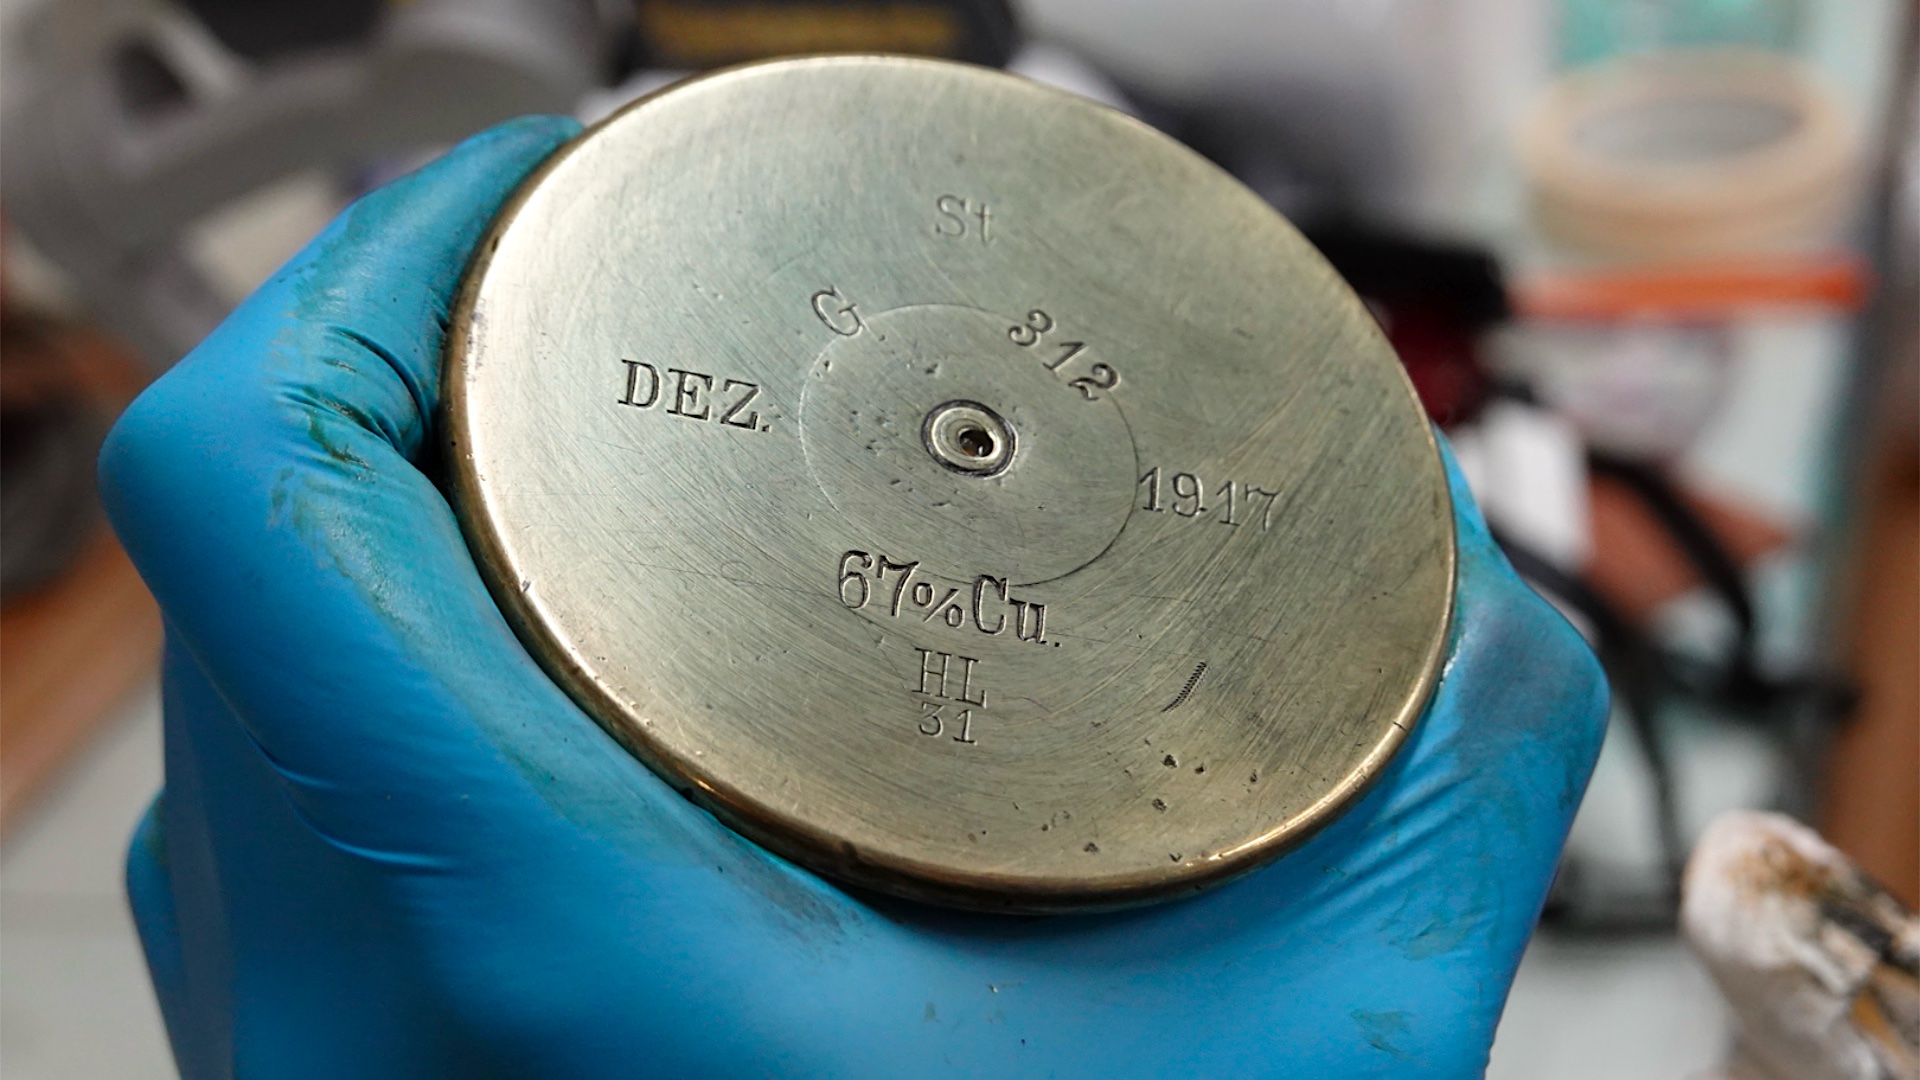 St
G 312
DEZ. 1917
67% Cu.
HL
31